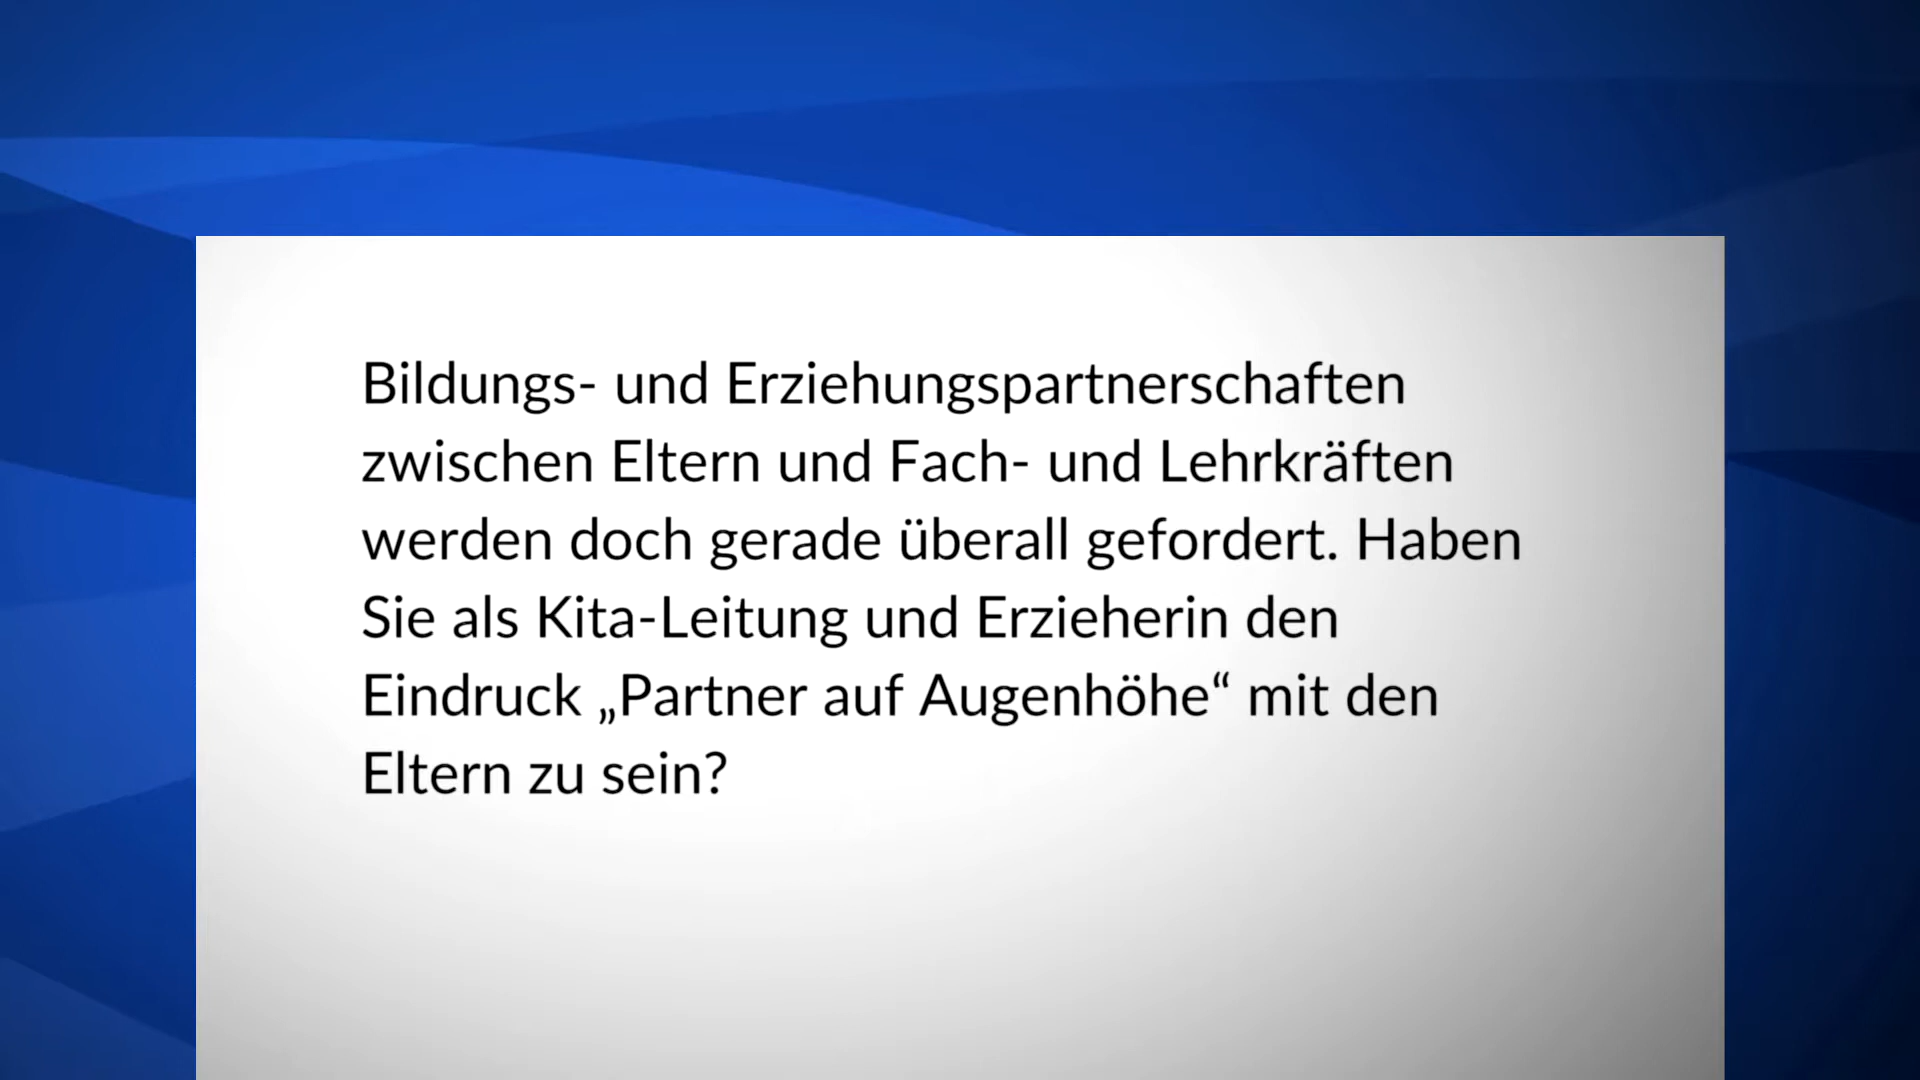 Bildungs- und Erziehungspartnerschaften
zwischen Eltern und Fach- und Lehrkräften
werden doch gerade überall gefordert. Haben
Sie als Kita-Leitung und Erzieherin den
Eindruck „Partner auf Augenhöhe“ mit den
Eltern zu sein?